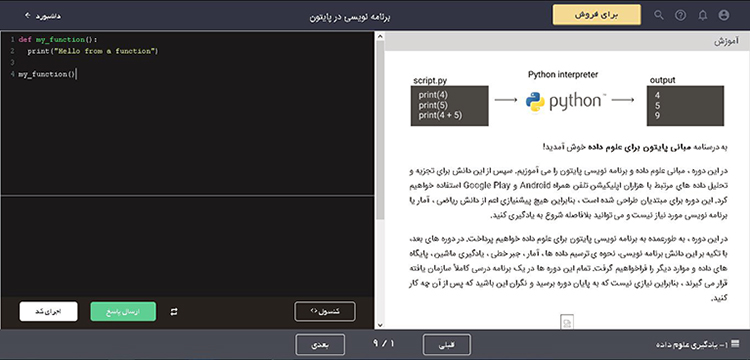 برای فروش
برنامه نویسی در پایتون
داشبورد
آموزش
script.py
print(4)
print(5)
print(4 + 5)
Python interpreter
python
output
4
5
9
به درسنامه مبانی پایتون برای علوم داده خوش آمدید!
در این دوره ، مبانی علوم داده و برنامه نویسی پایتون را می آموزیم. سپس از این دانش برای تجزیه و
تحلیل داده های مرتبط با هزاران اپلیکیشن تلفن همراه Android و Google Play استفاده خواهیم
کرد. این دوره برای مبتدیان طراحی شده است ، بنابراین هیچ پیشنیازی اعم از دانش ریاضی ، آمار یا
برنامه نویسی مورد نیاز نیست و می توانید بلافاصله شروع به یادگیری کنید.
در این دوره ، به طورعمده به برنامه نویسی پایتون برای علوم داده خواهیم پرداخت. در دوره های بعد،
با تکیه بر این دانش برنامه نویسی، نحوه ی ترسیم داده ها ، آمار ، جبر خطی ، یادگیری ماشین ، پایگاه
های داده و موارد دیگر را فراخواهیم گرفت. تمام این دوره ها در یک برنامه درسی کاملاً سازمان یافته
قرار می گیرند ، بنابراین نیازی نیست که به پایان دوره برسید و نگران این باشید که پس از آن چه کار
کنید.
1 def my_function():
2 print("Hello from a function")
3
4 my_function()
کنسول <>
ارسال پاسخ
اجرای کد
۱- یادگیری علوم داده
قبلی
۹ / ۱
بعدی